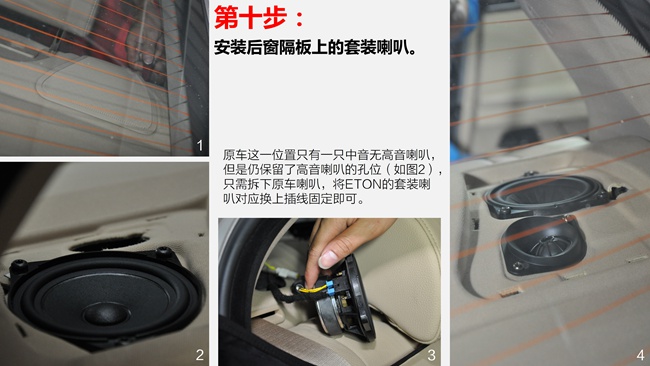 第十步：
安装后窗隔板上的套装喇叭。
原车这一位置只有一只中音无高音喇叭，
但是仍保留了高音喇叭的孔位（如图2），
只需拆下原车喇叭，将ETON的套装喇
叭对应换上插线固定即可。
1
2
3
4